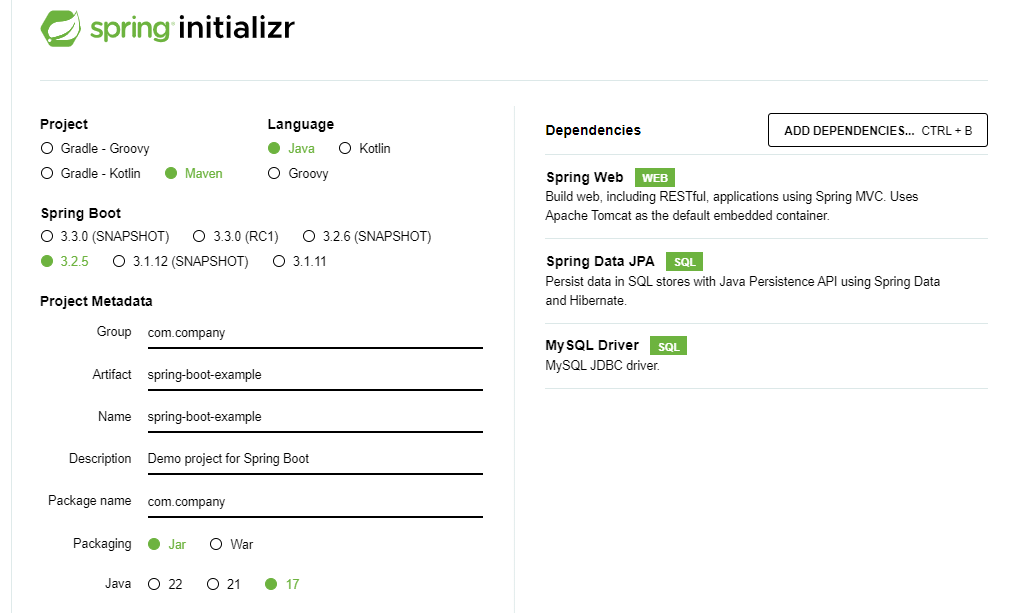 spring initializr
Project
Gradle - Groovy
Gradle - Kotlin Maven
Language
Java Kotlin
Groovy
Spring Boot
3.3.0 (SNAPSHOT) 3.3.0 (RC1) 3.2.6 (SNAPSHOT)
3.2.5 3.1.12 (SNAPSHOT) 3.1.11
Project Metadata
Group com.company
Artifact spring-boot-example
Name spring-boot-example
Description Demo project for Spring Boot
Package name com.company
Packaging Jar War
Java 22 21 17
Dependencies ADD DEPENDENCIES... CTRL + B
Spring Web WEB
Build web, including RESTful, applications using Spring MVC. Uses
Apache Tomcat as the default embedded container.
Spring Data JPA SQL
Persist data in SQL stores with Java Persistence API using Spring Data
and Hibernate.
MySQL Driver SQL
MySQL JDBC driver.